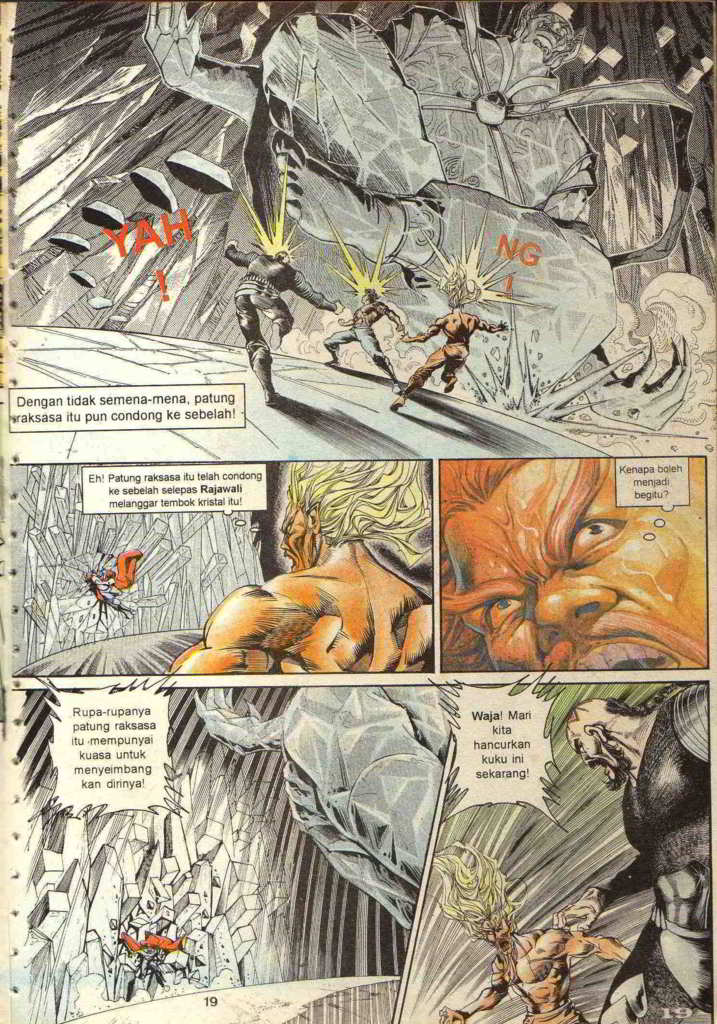 YAH
!
NG
!
Dengan tidak semena-mena, patung
raksasa itu pun condong ke sebelah!
Eh! Patung raksasa itu telah condong
ke sebelah selepas Rajawali
melanggar tembok kristal itu!
Kenapa boleh
menjadi
begitu?
Rupa-rupanya
patung raksasa
itu mempunyai
kuasa untuk
menyeimbang
kan dirinya!
Waja! Mari
kita
hancurkan
kuku ini
sekarang!
19
19